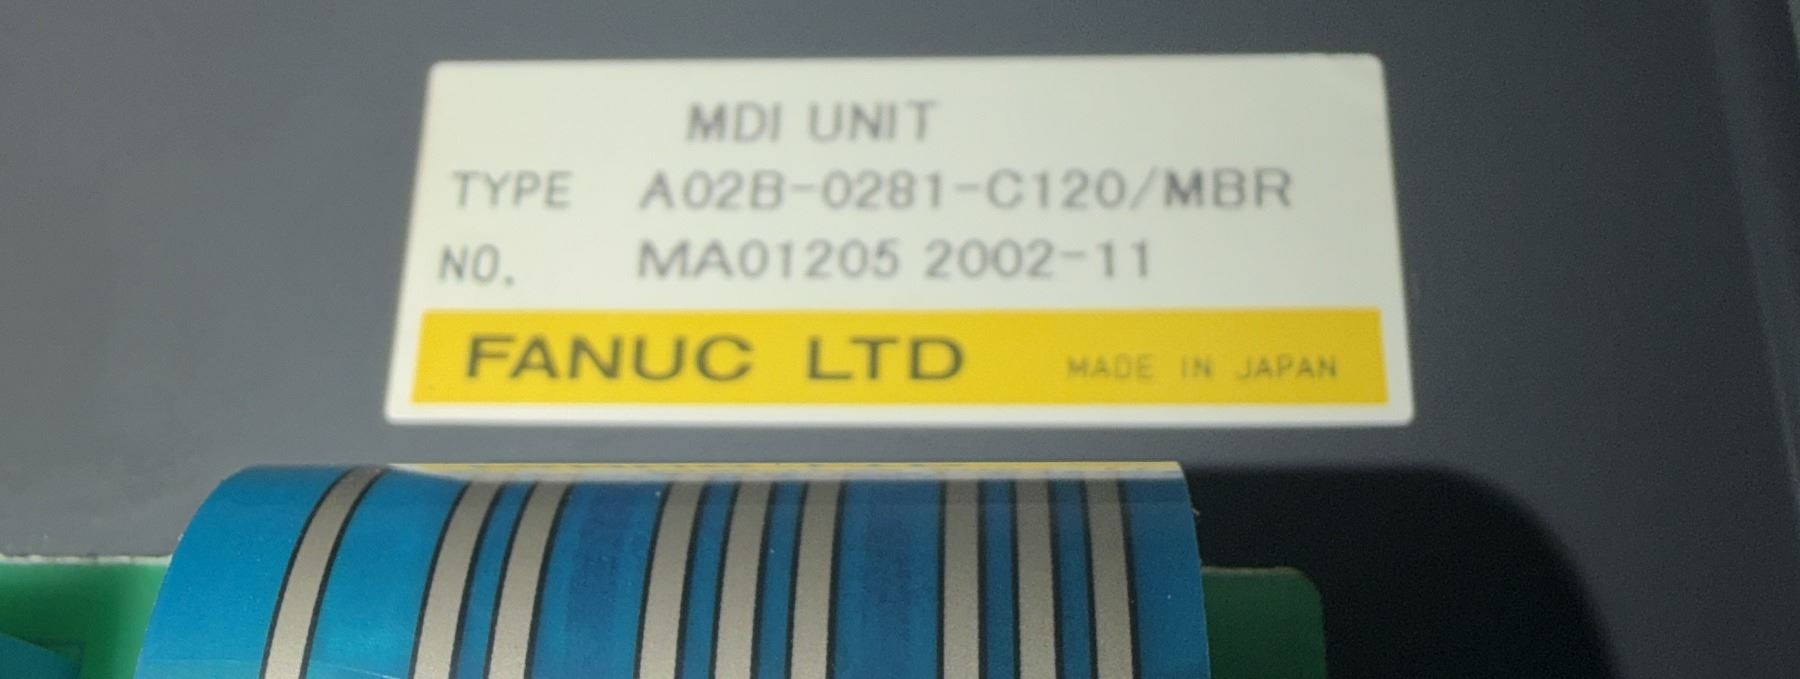 MDI UNIT
TYPE A02B-0281-C120/MBR
NO. MA01205 2002-11
FANUC LTD MADE IN JAPAN